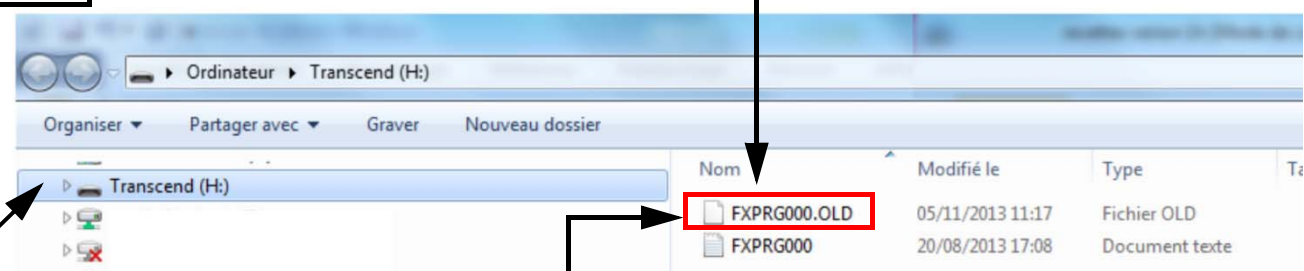 Ordinateur Transcend (H:)
Organiser Partager avec Graver Nouveau dossier
Nom Modifié le Type
Transcend (H:)
FXPRG000.OLD 05/11/2013 11:17 Fichier OLD
FXPRG000 20/08/2013 17:08 Document texte